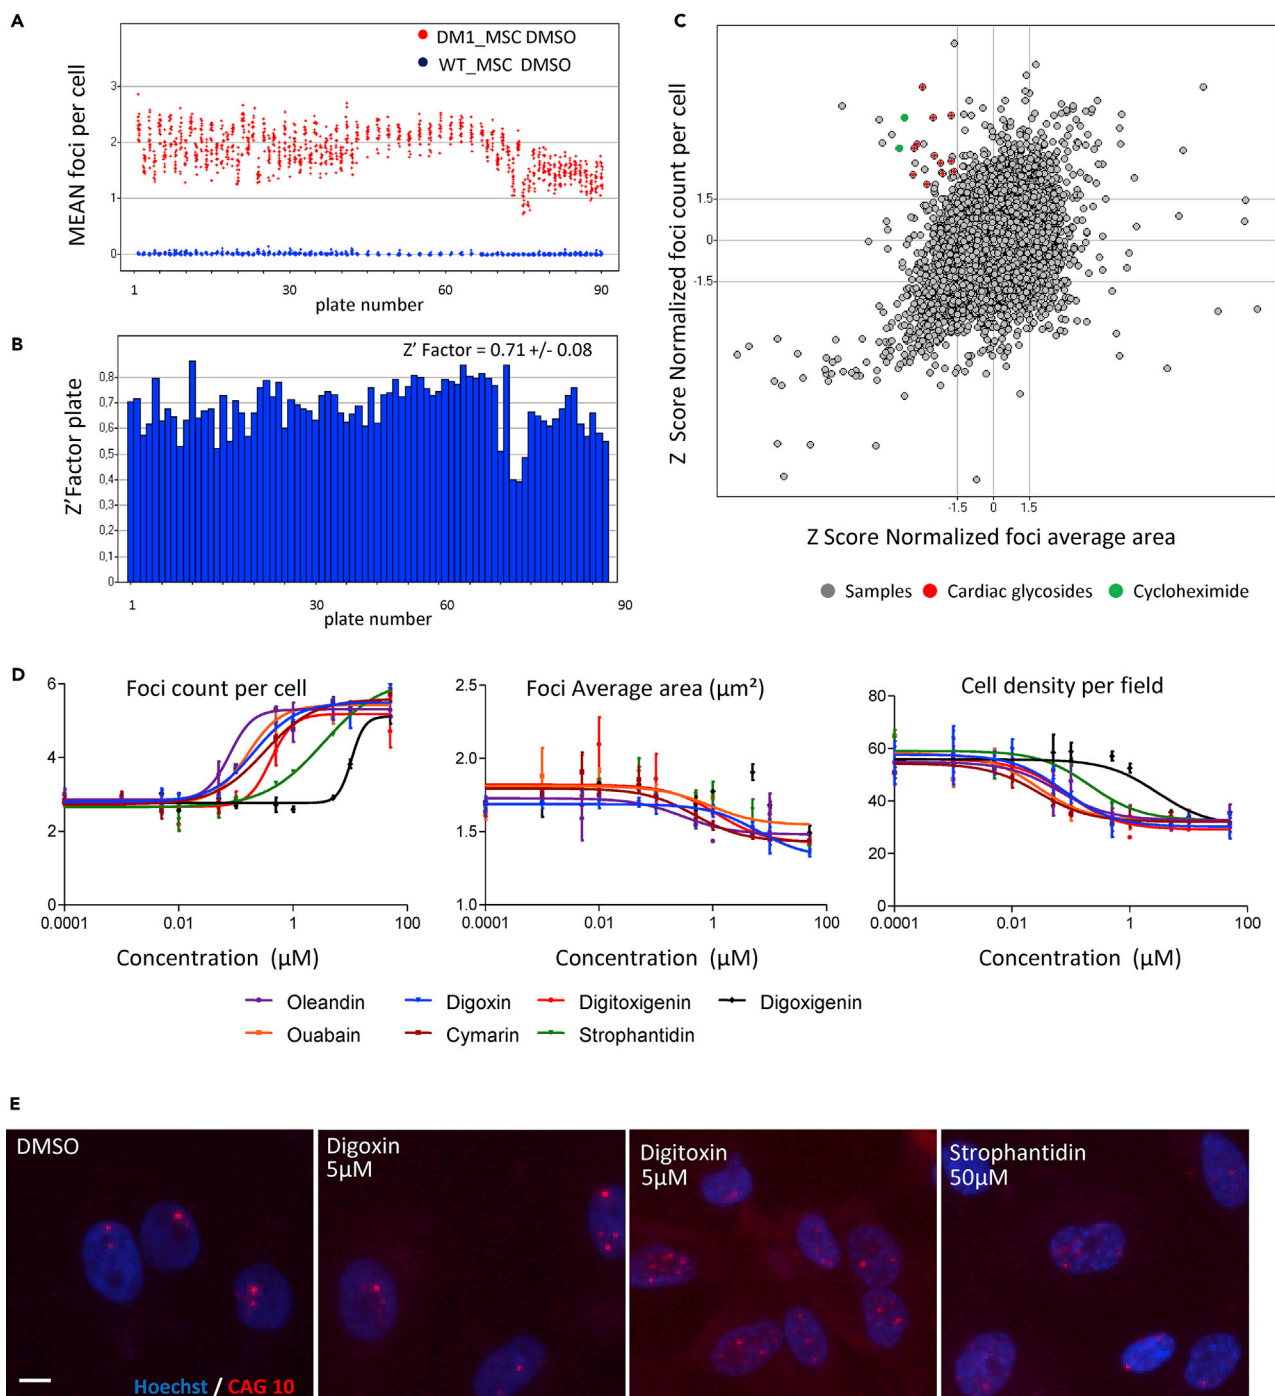 A
DM1_MSC DMSO
WT_MSC DMSO
MEAN foci per cell
3
2
1
0
1
30
60
90
plate number
B
Z' Factor = 0.71 +/- 0.08
Z'Factor plate
0,8
0,7
0,6
0,5
0,4
0,3
0,2
0,1
0
1
30
60
90
plate number
C
Z Score Normalized foci count per cell
1.5
0
-1.5
-1.5
0
1.5
Z Score Normalized foci average area
Samples
Cardiac glycosides
Cycloheximide
D
Foci count per cell
6
4
2
0
0.0001
0.01
1
100
Concentration (μM)
Foci Average area (μm²)
2.5
2.0
1.5
1.0
0.0001
0.01
1
100
Concentration (μM)
Cell density per field
80
60
40
20
0
0.0001
0.01
1
100
Concentration (μM)
Oleandin
Digoxin
Digitoxigenin
Digoxigenin
Ouabain
Cymarin
Strophantidin
E
DMSO
Hoechst / CAG 10
Digoxin
5μM
Digitoxin
5μM
Strophantidin
50μM